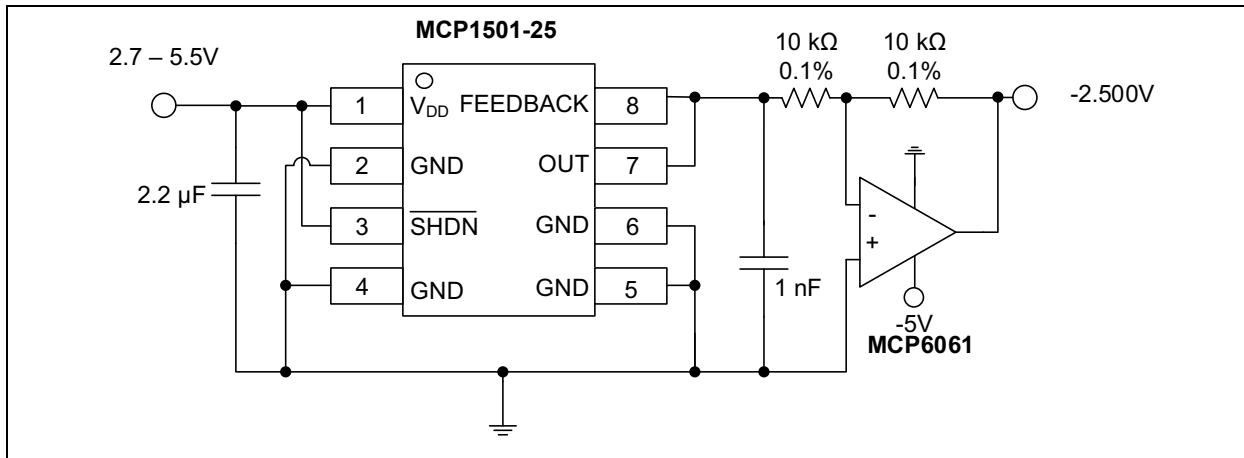 MCP1501-25
10 kΩ
0.1%
10 kΩ
0.1%
2.7 – 5.5V
-2.500V
1
VDD
FEEDBACK
8
2
GND
OUT
7
2.2 µF
3
SHDN
GND
6
-
+
4
GND
GND
5
1 nF
-5V
MCP6061